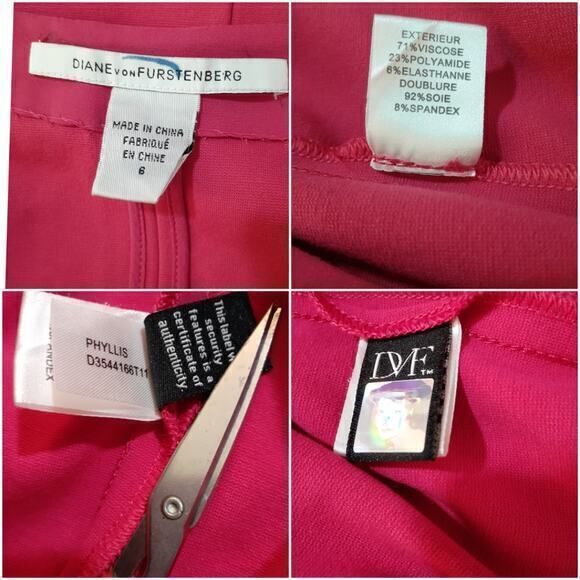 DIANE VON FURSTENBERG
MADE IN CHINA
FABRIQUÉ
EN CHINE
6
EXTERIEUR
71%VISCOSE
23%POLYAMIDE
6%ELASTHANNE
DOUBLURE
92%SOIE
8%SPANDEX
PHYLLIS
D3544166T11
This label
security
features is a
certificate of
authenticity.
DVF™